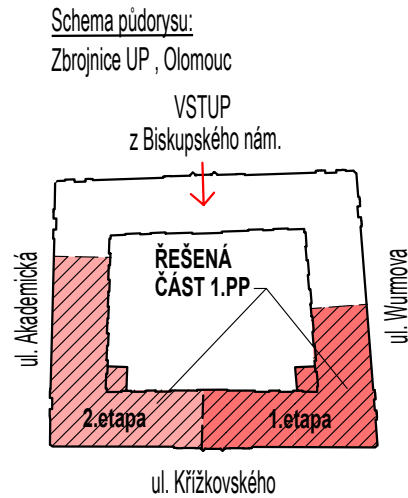 Schema půdorysu:
Zbrojnice UP , Olomouc
VSTUP
z Biskupského nám.
ul. Akademická
ŘEŠENÁ
ČÁST 1.PP
ul. Wurmova
2.etapa
1.etapa
ul. Křížkovského